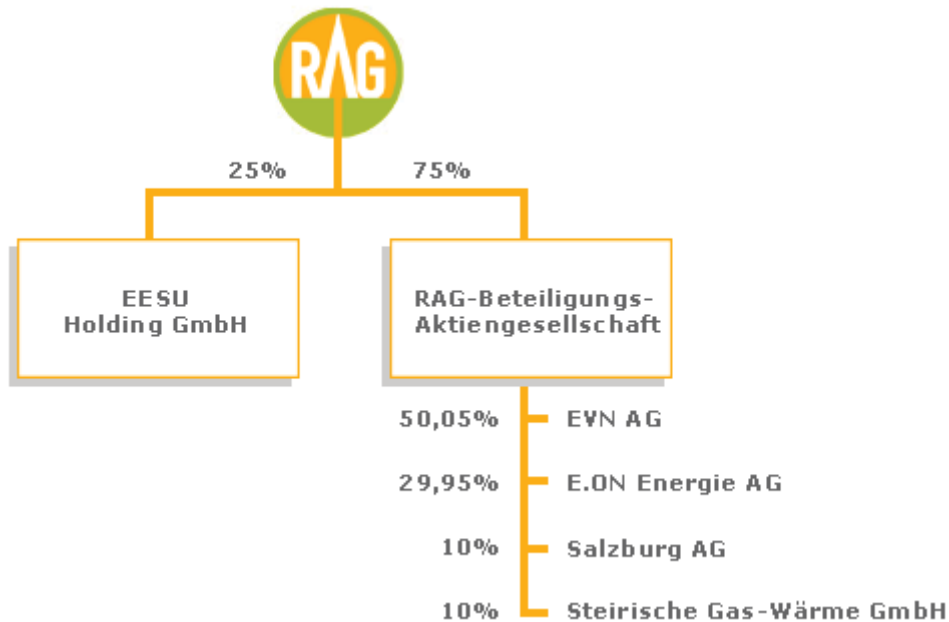 RAG
25% 75%
EESU
Holding GmbH
RAG-Beteiligungs-
Aktiengesellschaft
50,05% EVN AG
29,95% E.ON Energie AG
10% Salzburg AG
10% Steirische Gas-Wärme GmbH